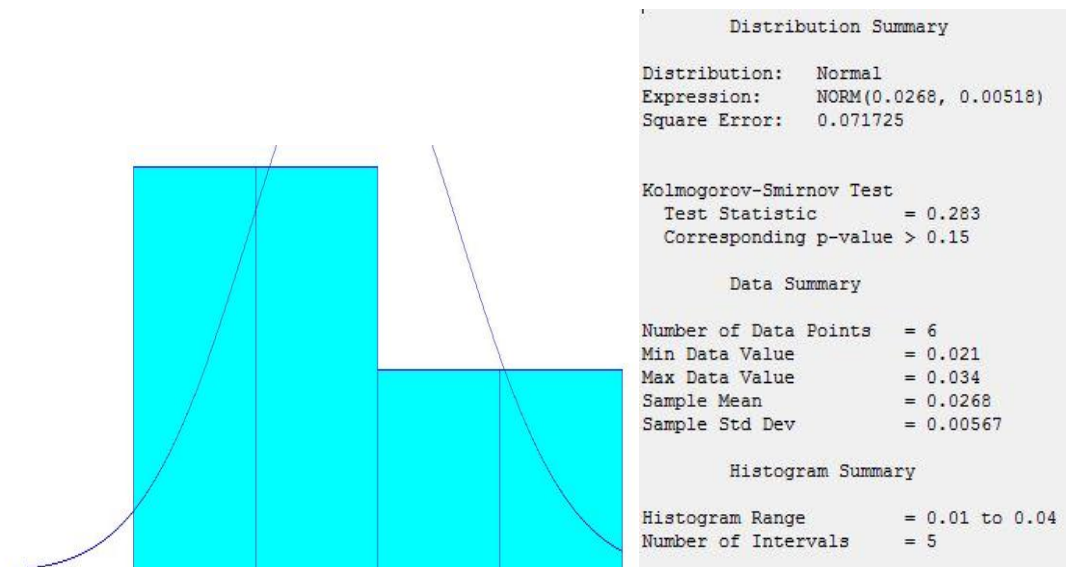 Distribution Summary
Distribution: Normal
Expression: NORM(0.0268, 0.00518)
Square Error: 0.071725
Kolmogorov-Smirnov Test
Test Statistic = 0.283
Corresponding p-value > 0.15
Data Summary
Number of Data Points = 6
Min Data Value = 0.021
Max Data Value = 0.034
Sample Mean = 0.0268
Sample Std Dev = 0.00567
Histogram Summary
Histogram Range = 0.01 to 0.04
Number of Intervals = 5